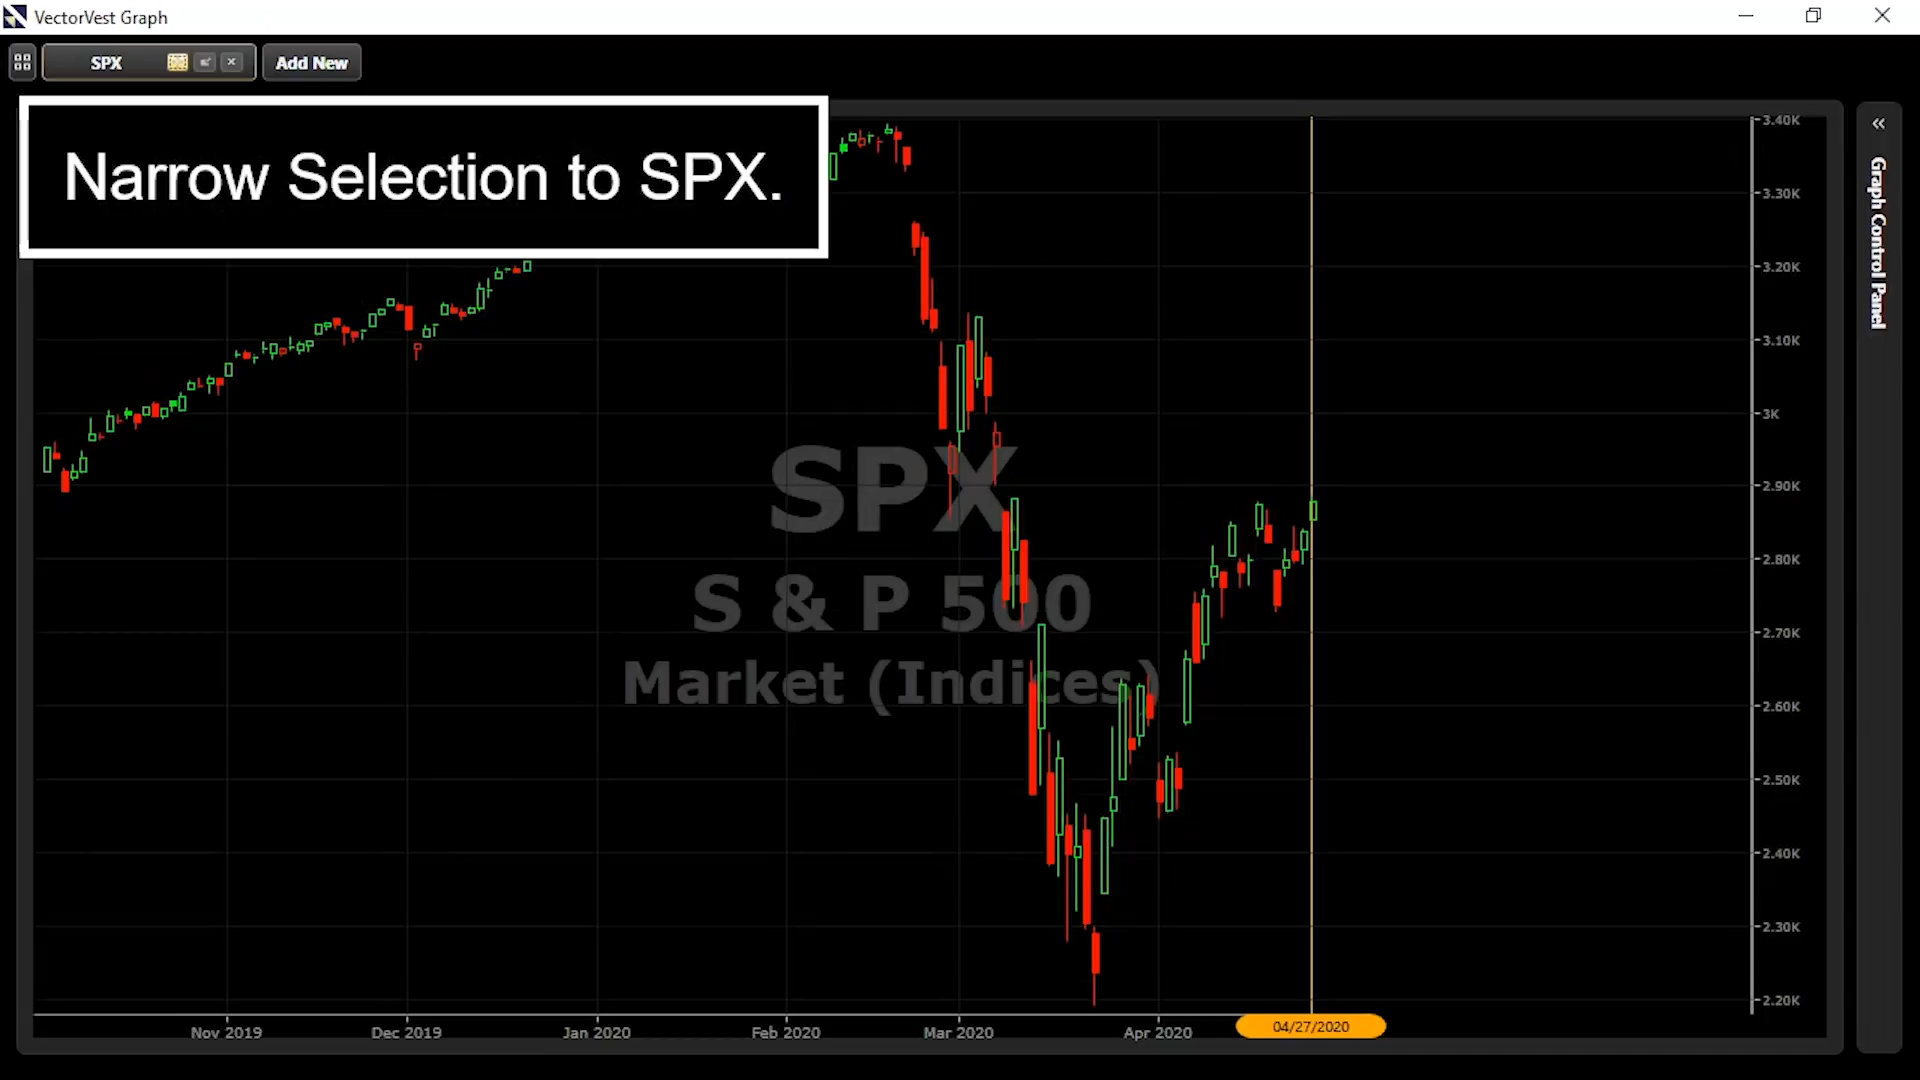 VectorVest Graph
SPX
Add New
Narrow Selection to SPX.
SPX
S & P 500
Market (Indices)
3.40K
3.30K
3.20K
3.10K
3K
2.90K
2.80K
2.70K
2.60K
2.50K
2.40K
2.30K
2.20K
Nov 2019
Dec 2019
Jan 2020
Feb 2020
Mar 2020
Apr 2020
04/27/2020
Graph Control Panel